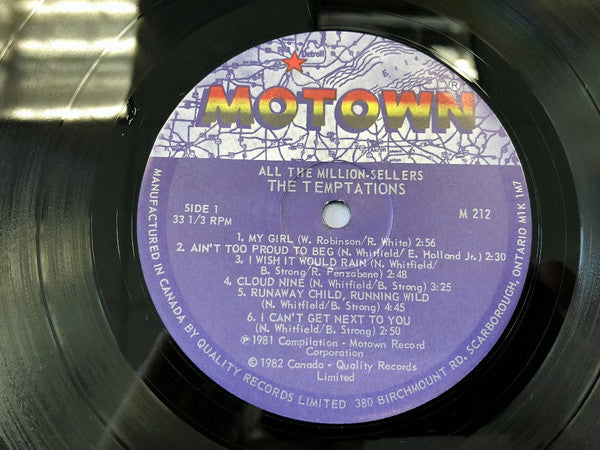 Detroit
Erie
MOTOWN®
ALL THE MILLION-SELLERS
THE TEMPTATIONS
SIDE 1
33 1/3 RPM
M 212
1. MY GIRL (W. Robinson/R. White) 2:56
2. AIN'T TOO PROUD TO BEG (N. Whitfield/ E. Holland Jr.) 2:30
3. I WISH IT WOULD RAIN (N. Whitfield/
B. Strong/R. Penzabene) 2:48
4. CLOUD NINE (N. Whitfield/B. Strong) 3:25
5. RUNAWAY CHILD, RUNNING WILD
(N. Whitfield/B. Strong) 4:45
6. I CAN'T GET NEXT TO YOU
(N. Whitfield/B. Strong) 2:50
℗ 1981 Compilation - Motown Record
Corporation
© 1982 Canada - Quality Records
Limited
MANUFACTURED IN CANADA BY QUALITY RECORDS LIMITED 380 BIRCHMOUNT RD. SCARBOROUGH, ONTARIO M1K 1M7